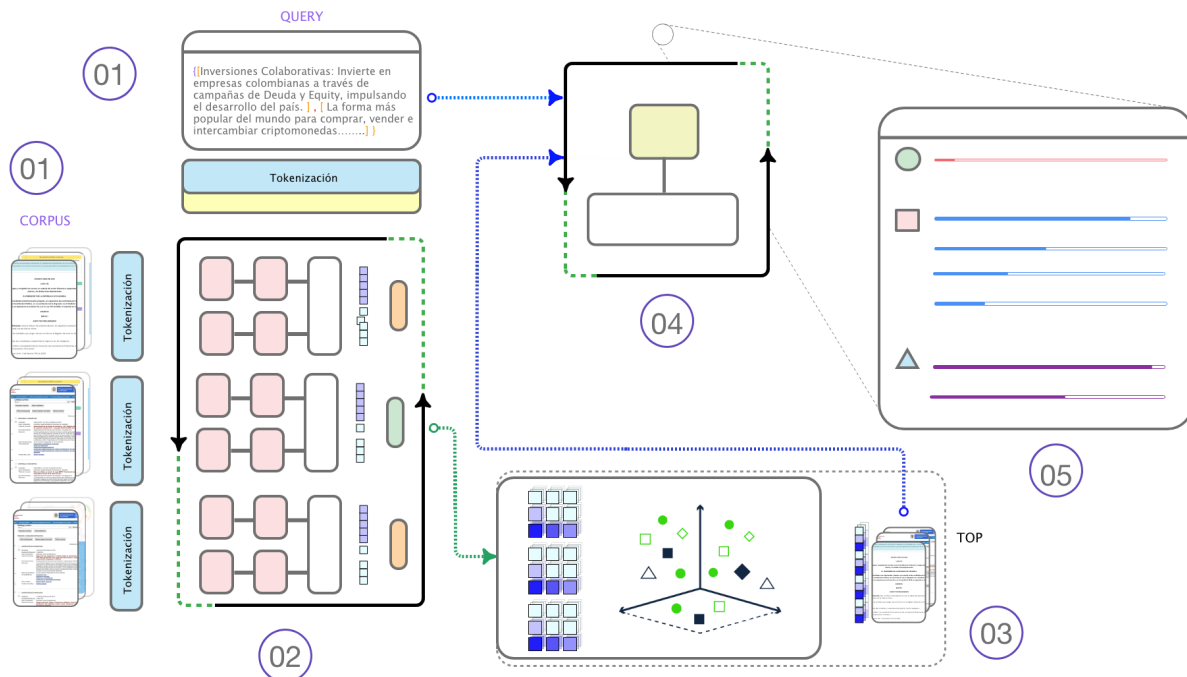 QUERY
01
{[Inversiones Colaborativas: Invierte en
empresas colombianas a través de
campañas de Deuda y Equity, impulsando
el desarrollo del país. ] , [ La forma más
popular del mundo para comprar, vender e
intercambiar criptomonedas........] }
Tokenización
01
CORPUS
Tokenización
Tokenización
Tokenización
02
04
05
TOP
03